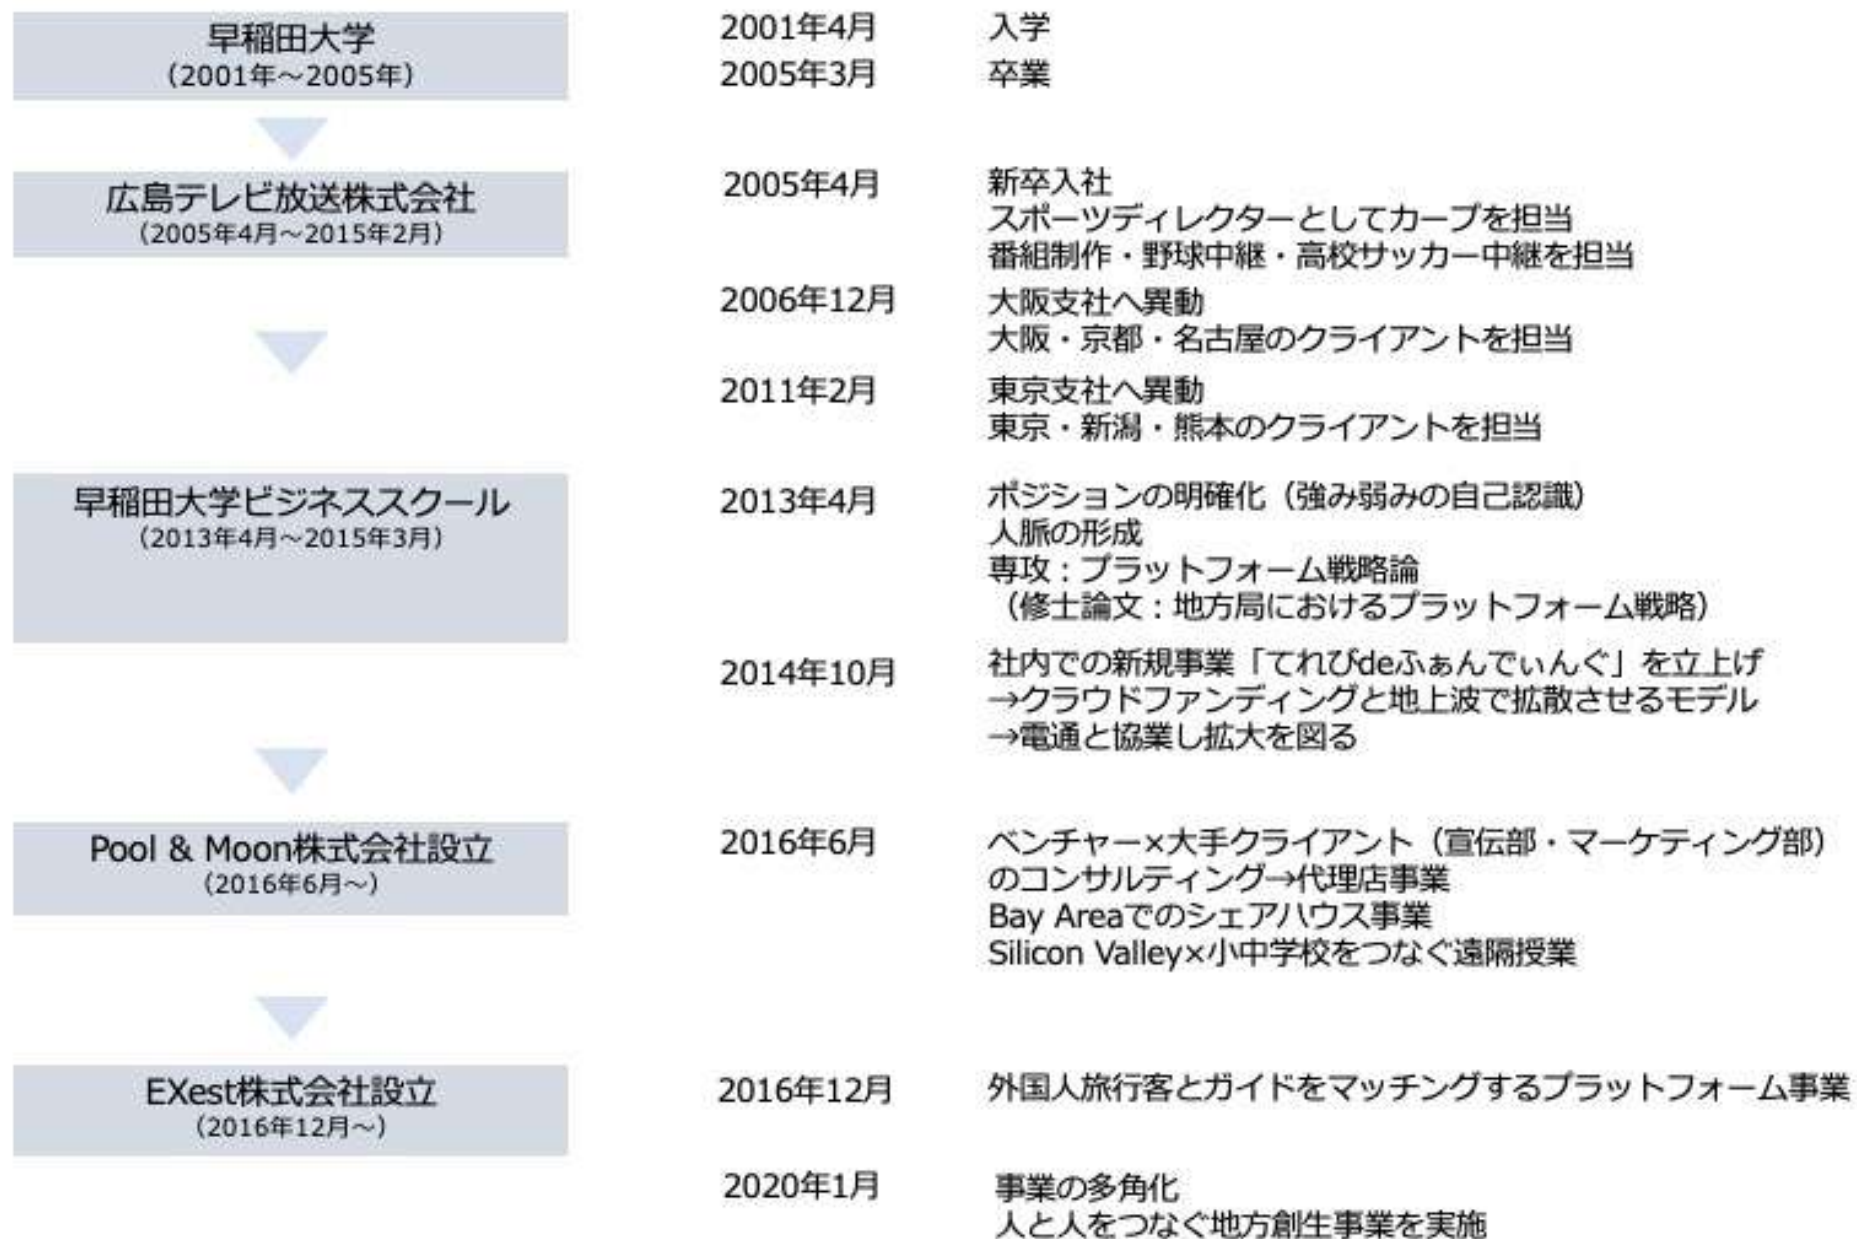 早稲田大学
（2001年～2005年）
2001年4月 入学
2005年3月 卒業
広島テレビ放送株式会社
（2005年4月～2015年2月）
2005年4月 新卒入社
スポーツディレクターとしてカープを担当
番組制作・野球中継・高校サッカー中継を担当
2006年12月 大阪支社へ異動
大阪・京都・名古屋のクライアントを担当
2011年2月 東京支社へ異動
東京・新潟・熊本のクライアントを担当
早稲田大学ビジネススクール
（2013年4月～2015年3月）
2013年4月 ポジションの明確化（強み弱みの自己認識）
人脈の形成
専攻：プラットフォーム戦略論
（修士論文：地方局におけるプラットフォーム戦略）
2014年10月 社内での新規事業「てれびdeふぁんでぃんぐ」を立上げ
→クラウドファンディングと地上波で拡散させるモデル
→電通と協業し拡大を図る
Pool & Moon株式会社設立
（2016年6月～）
2016年6月 ベンチャー×大手クライアント（宣伝部・マーケティング部）
のコンサルティング→代理店事業
Bay Areaでのシェアハウス事業
Silicon Valley×小中学校をつなぐ遠隔授業
EXest株式会社設立
（2016年12月～）
2016年12月 外国人旅行客とガイドをマッチングするプラットフォーム事業
2020年1月 事業の多角化
人と人をつなぐ地方創生事業を実施